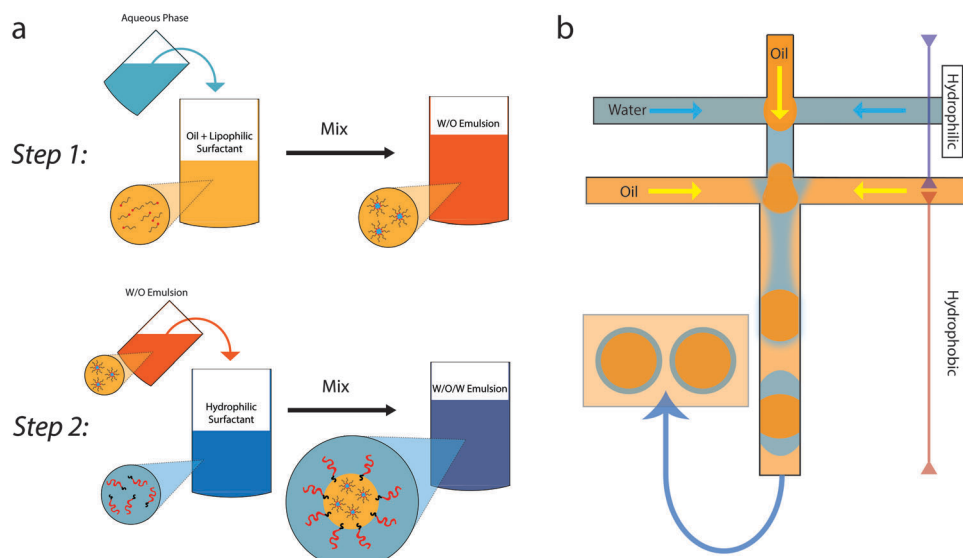 a
Aqueous Phase
Step 1:
Oil + Lipophilic
Surfactant
Mix
W/O Emulsion
W/O Emulsion
Step 2:
Hydrophilic
Surfactant
Mix
W/O/W Emulsion
b
Oil
Water
Hydrophilic
Oil
Hydrophobic